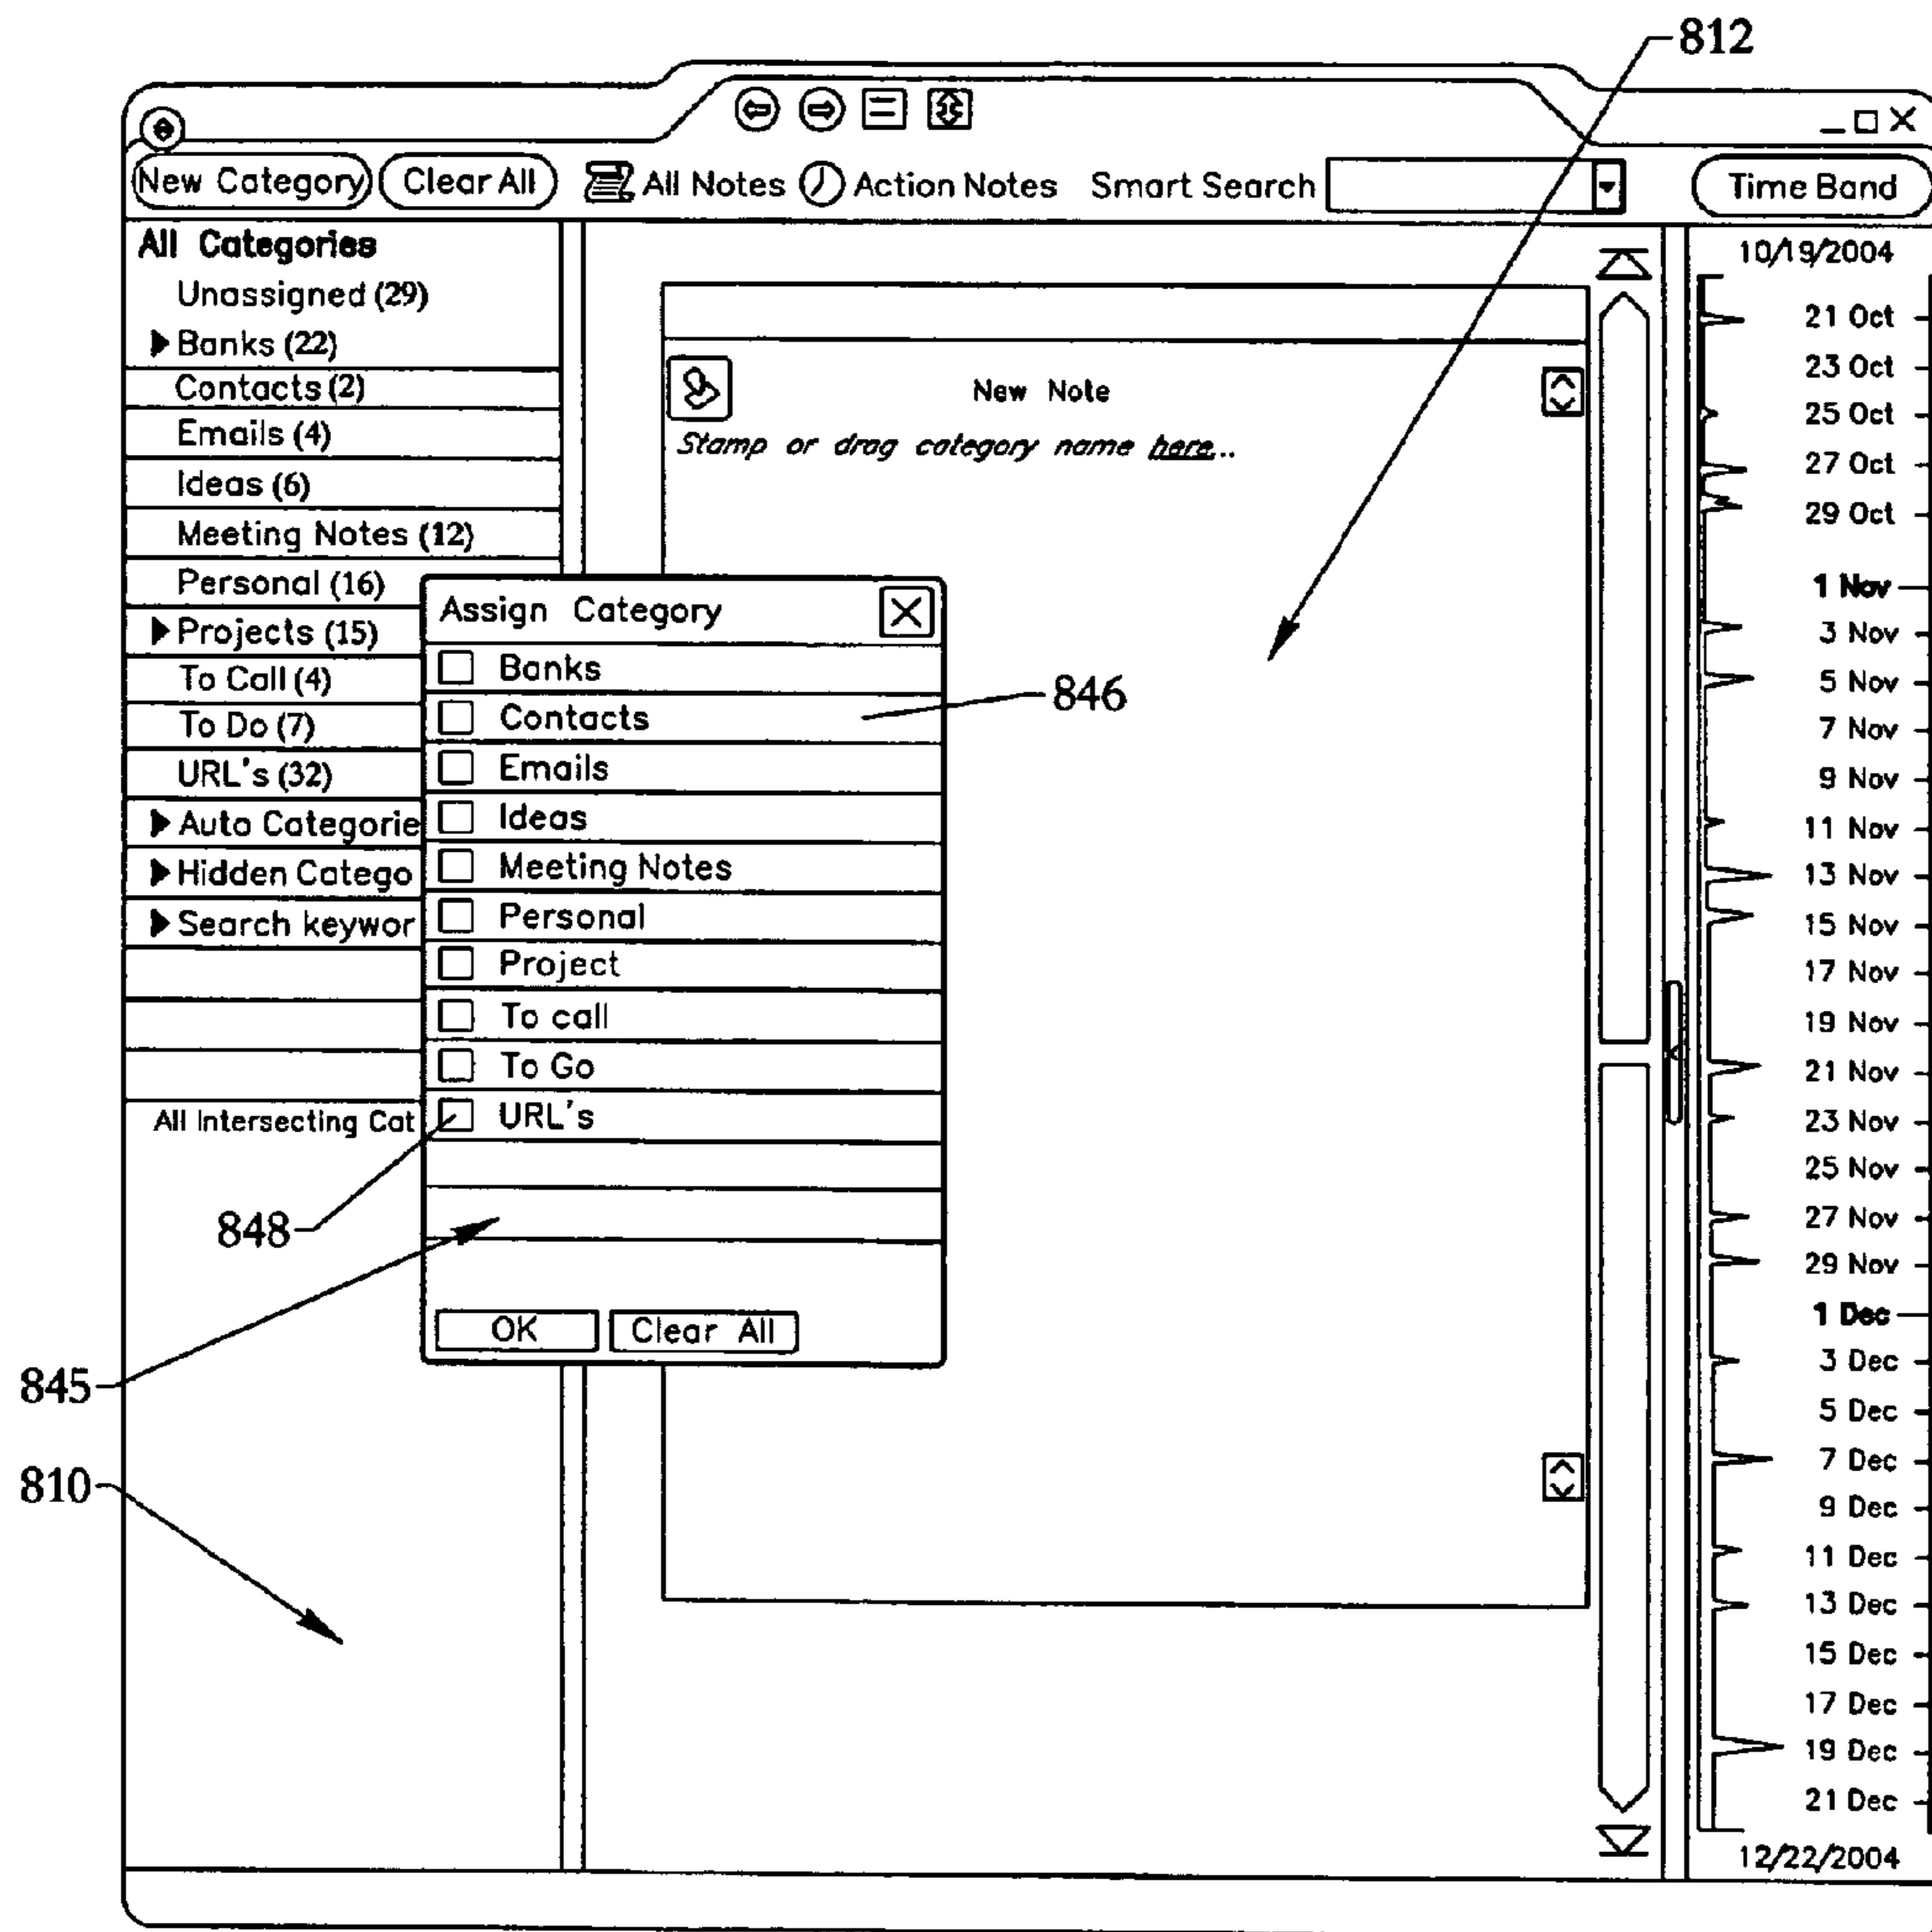 812
New Category Clear All All Notes Action Notes Smart Search Time Band
All Categories
Unassigned (29)
Banks (22)
Contacts (2)
Emails (4)
Ideas (6)
Meeting Notes (12)
Personal (16)
Projects (15)
To Call (4)
To Do (7)
URL's (32)
Auto Categorie
Hidden Catego
Search keywor
All Intersecting Cat
New Note
Stamp or drag category name here...
Assign Category
Banks
Contacts
Emails
Ideas
Meeting Notes
Personal
Project
To call
To Go
URL's
OK Clear All
846
848
845
810
10/19/2004
21 Oct
23 Oct
25 Oct
27 Oct
29 Oct
1 Nov
3 Nov
5 Nov
7 Nov
9 Nov
11 Nov
13 Nov
15 Nov
17 Nov
19 Nov
21 Nov
23 Nov
25 Nov
27 Nov
29 Nov
1 Dec
3 Dec
5 Dec
7 Dec
9 Dec
11 Dec
13 Dec
15 Dec
17 Dec
19 Dec
21 Dec
12/22/2004